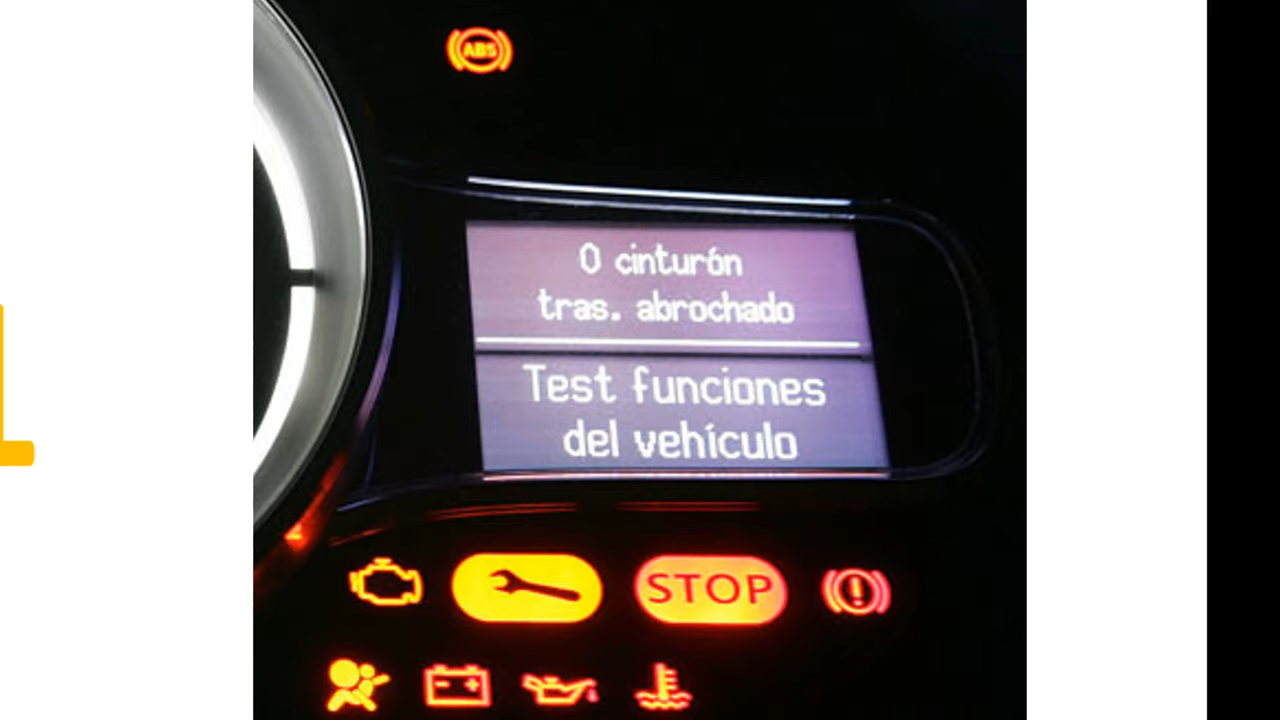 ABS
0 cinturón
tras. abrochado
Test funciones
del vehículo
STOP